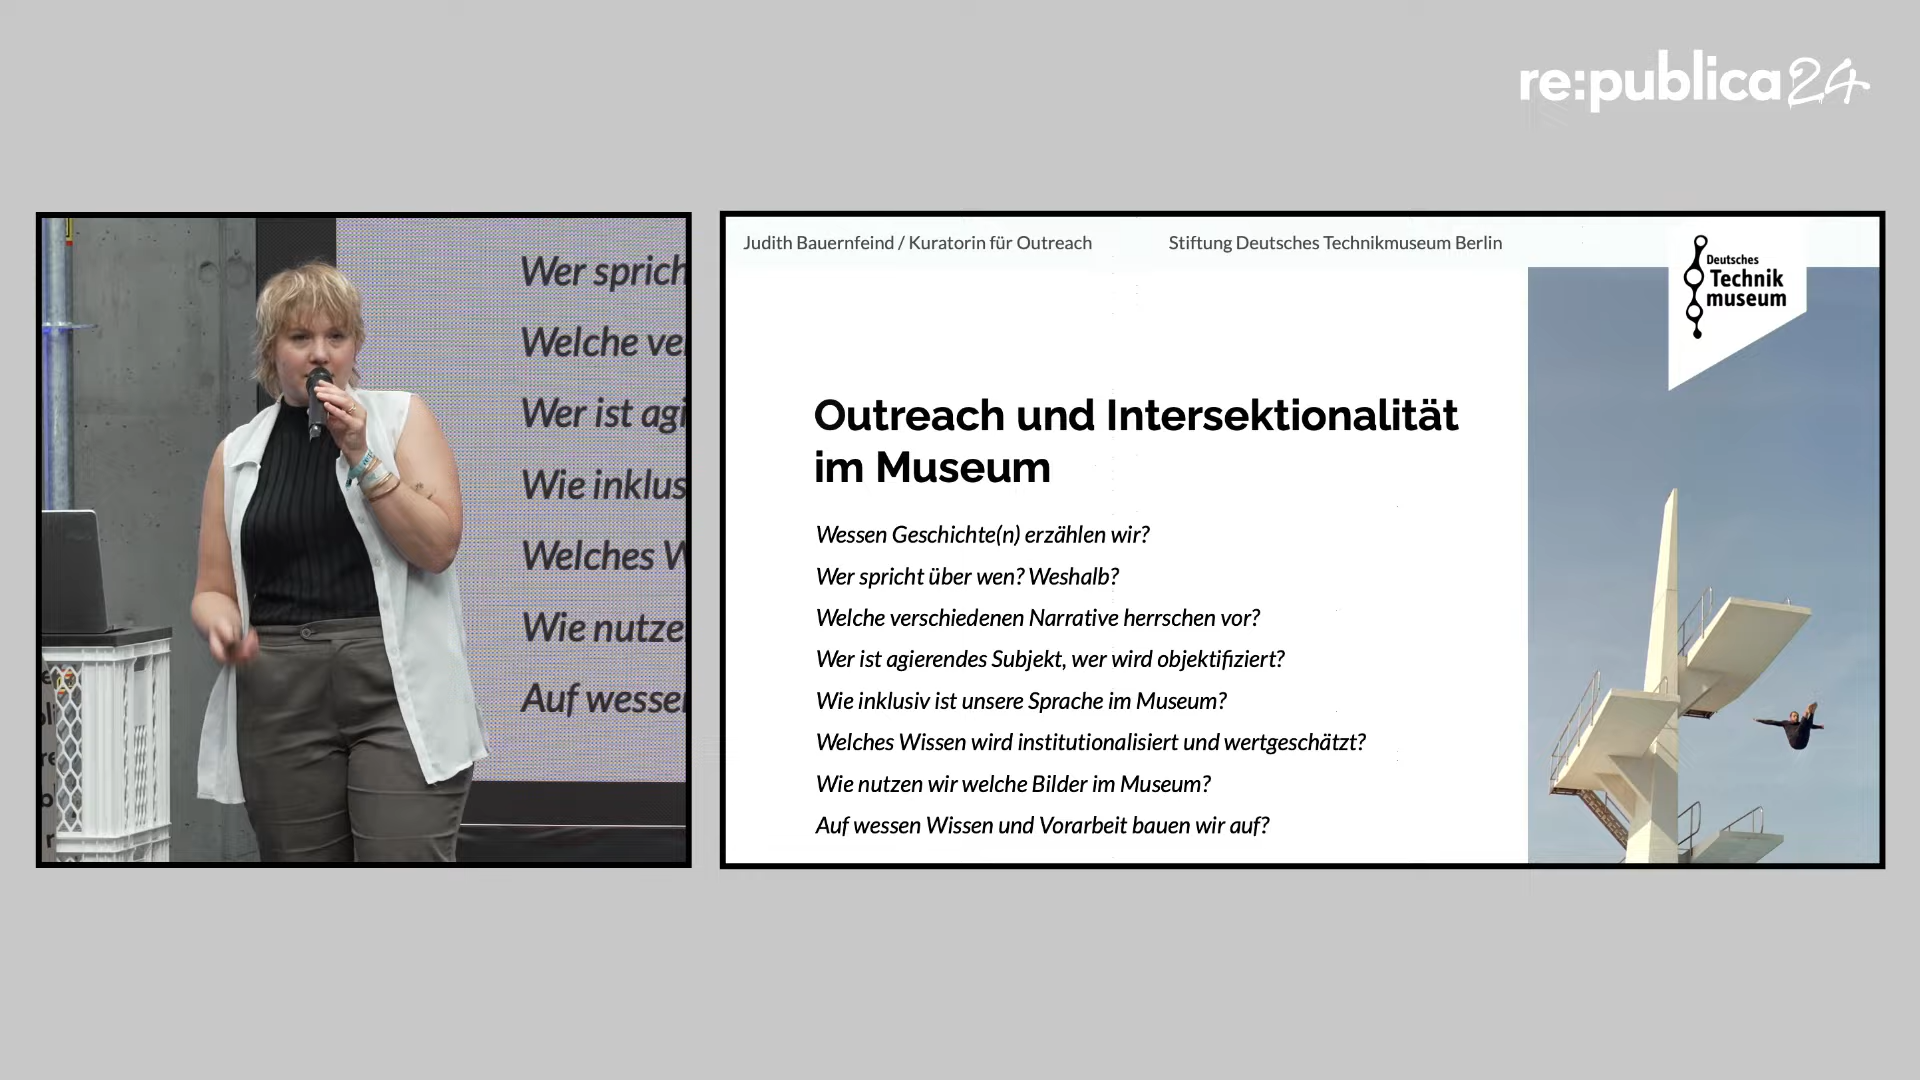 re:publica 24
Wer sprich
Welche ve
Wer ist agi
Wie inklus
Welches W
Wie nutze
Auf wesse
Judith Bauernfeind / Kuratorin für Outreach
Stiftung Deutsches Technikmuseum Berlin
Deutsches
Technik
museum
Outreach und Intersektionalität
im Museum
Wessen Geschichte(n) erzählen wir?
Wer spricht über wen? Weshalb?
Welche verschiedenen Narrative herrschen vor?
Wer ist agierendes Subjekt, wer wird objektifiziert?
Wie inklusiv ist unsere Sprache im Museum?
Welches Wissen wird institutionalisiert und wertgeschätzt?
Wie nutzen wir welche Bilder im Museum?
Auf wessen Wissen und Vorarbeit bauen wir auf?